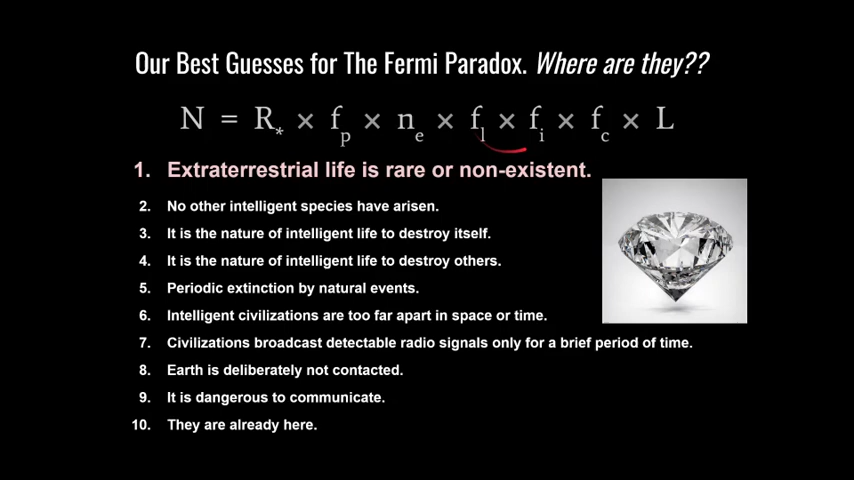 Our Best Guesses for The Fermi Paradox. Where are they??
N = R* × fp × ne × fl × fi × fc × L
1. Extraterrestrial life is rare or non-existent.
2. No other intelligent species have arisen.
3. It is the nature of intelligent life to destroy itself.
4. It is the nature of intelligent life to destroy others.
5. Periodic extinction by natural events.
6. Intelligent civilizations are too far apart in space or time.
7. Civilizations broadcast detectable radio signals only for a brief period of time.
8. Earth is deliberately not contacted.
9. It is dangerous to communicate.
10. They are already here.